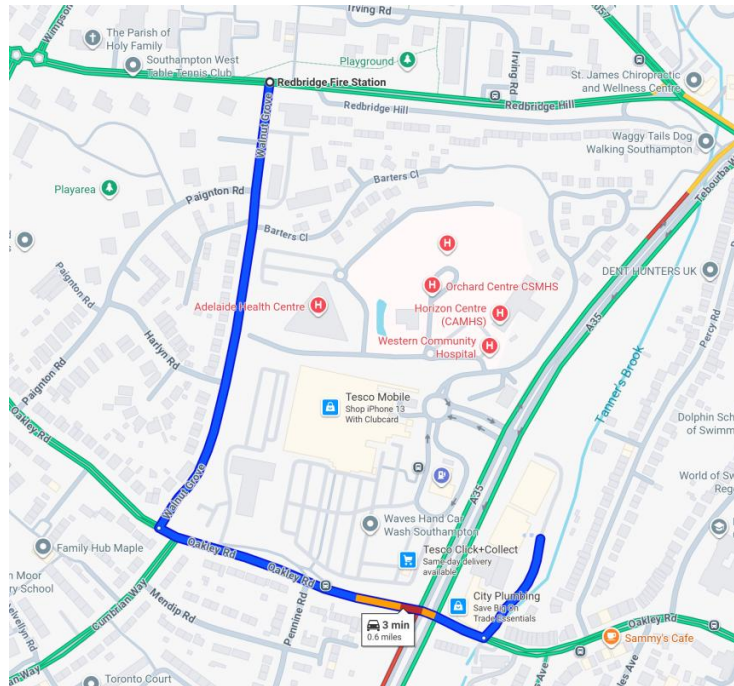 Irving Rd
The Parish of
Holy Family
Southampton West
Table Tennis Club
Playground
Irving Rd
Redbridge Fire Station
St. James Chiropractic
and Wellness Centre
Redbridge Hill
Redbridge Hill
Walnut Grove
Waggy Tails Dog
Walking Southampton
Barters Cl
Playarea
Paignton Rd
Barters Cl
DENT HUNTERS UK
Orchard Centre CSMHS
Adelaide Health Centre
Horizon Centre
(CAMHS)
Western Community
Hospital
A35
Percy Rd
Paignton Rd
Harlyn Rd
Paignton Rd
Tanner's Brook
Tesco Mobile
Shop iPhone 13
With Clubcard
Oakley Rd
Dolphin Sch
of Swimm
World of Sw
Walnut Grove
A35
Waves Hand Car
Wash Southampton
Oakley Rd
Family Hub Maple
Tesco Click+Collect
Same-day delivery
available
Oakley Rd
City Plumbing
Save Big On
Trade Essentials
Cumbrian Way
Mendip Rd
Pennine Rd
3 min
0.6 miles
Oakley Rd
Sammy's Cafe
Toronto Court